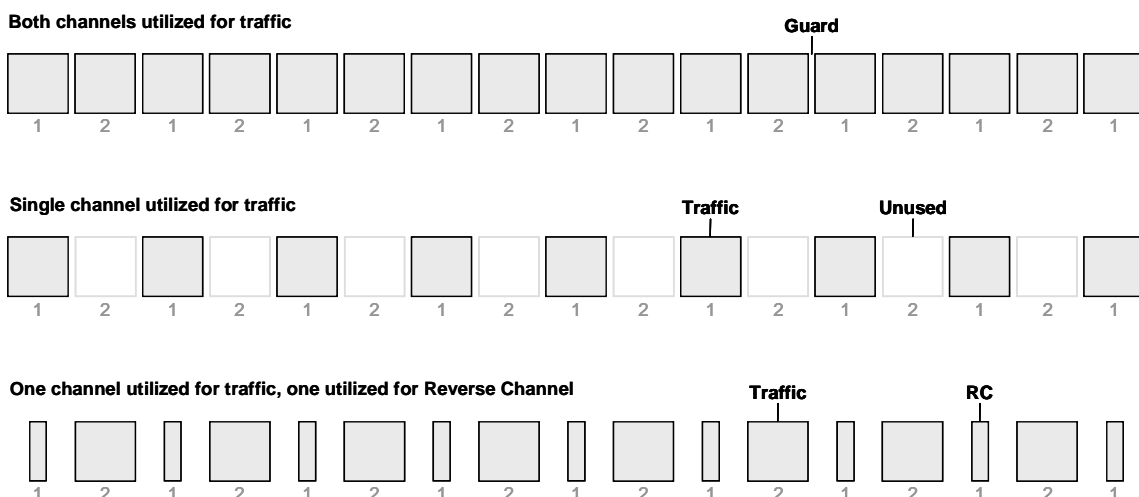 Both channels utilized for traffic
Guard
1 2 1 2 1 2 1 2 1 2 1 2 1 2 1 2 1
Single channel utilized for traffic
Traffic Unused
1 2 1 2 1 2 1 2 1 2 1 2 1 2 1 2 1
One channel utilized for traffic, one utilized for Reverse Channel
Traffic RC
1 2 1 2 1 2 1 2 1 2 1 2 1 2 1 2 1